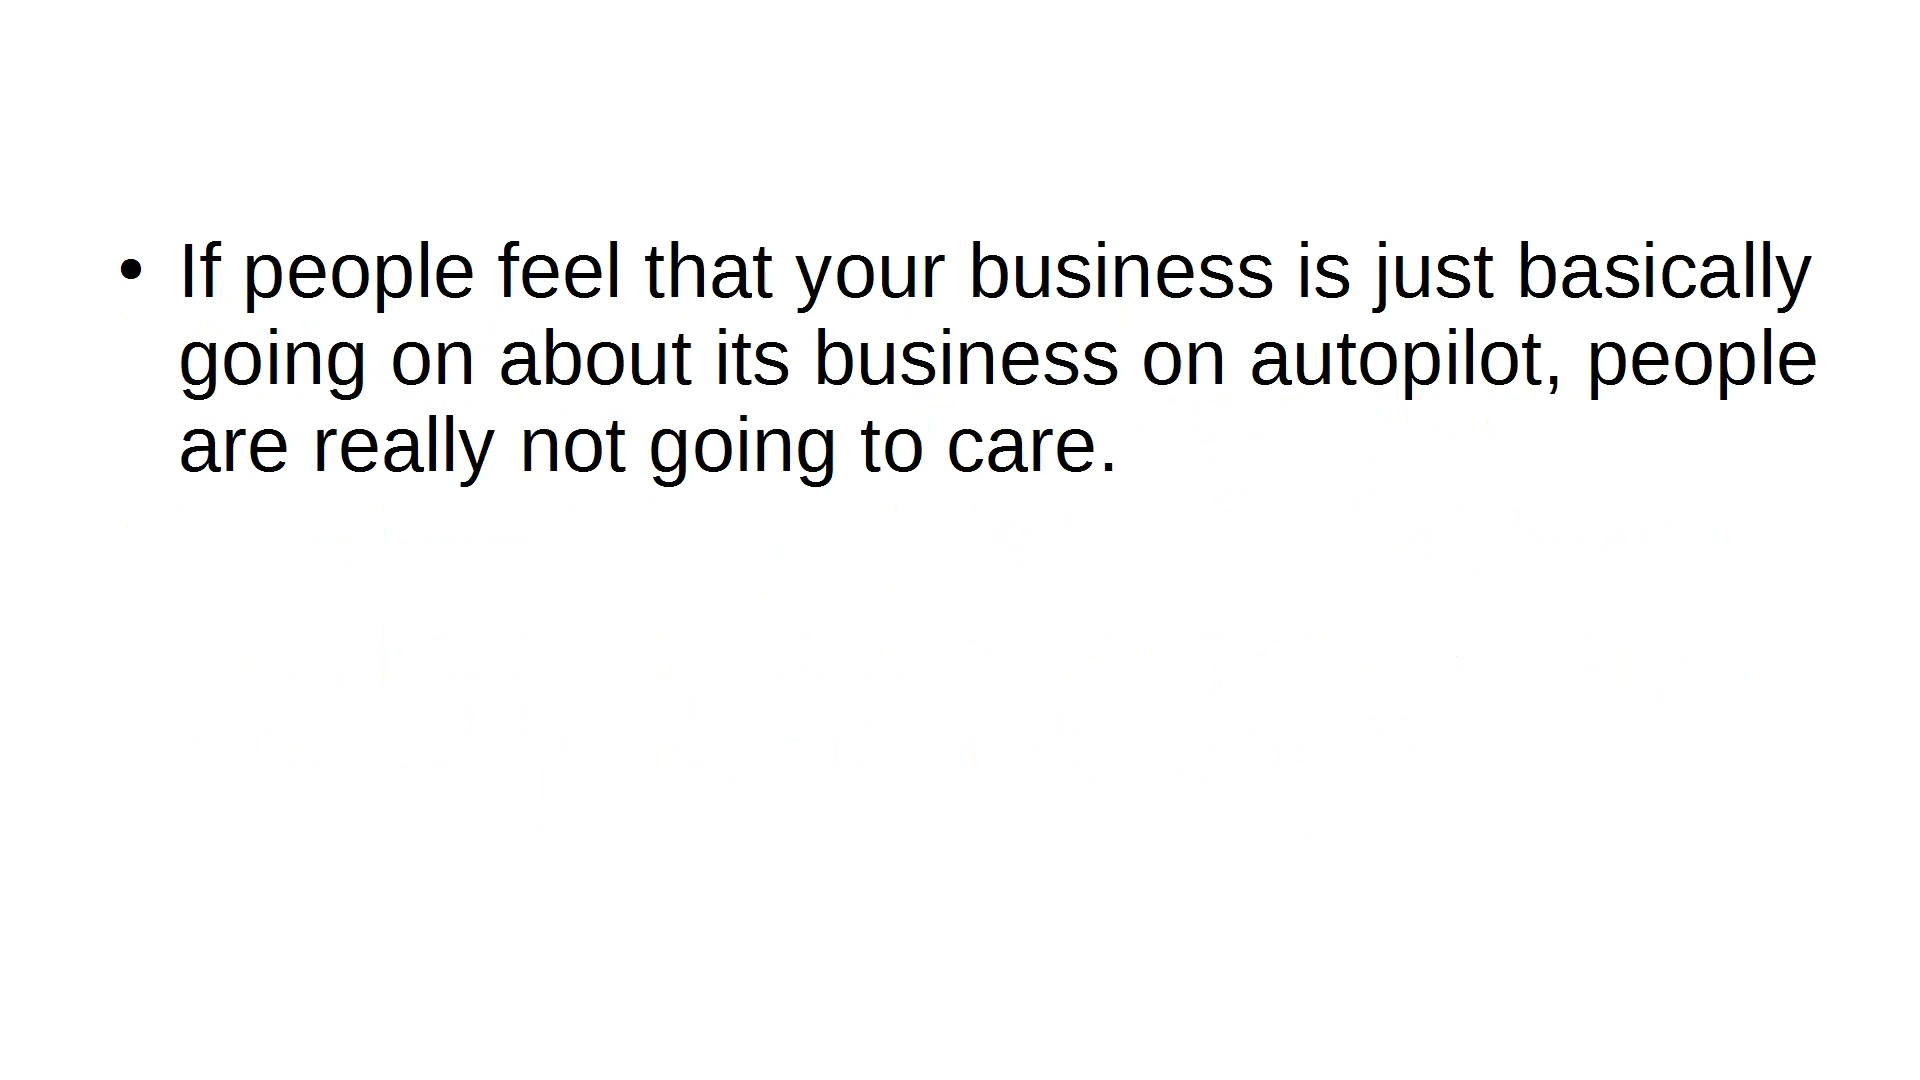 • If people feel that your business is just basically
going on about its business on autopilot, people
are really not going to care.